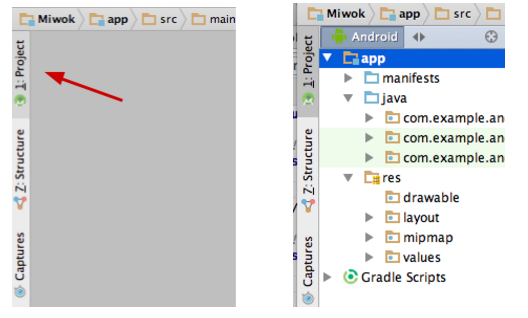 Miwok app src main
1: Project
Z: Structure
Captures
Miwok app src
Android
1: Project
Z: Structure
Captures
app
manifests
java
com.example.an
com.example.an
com.example.an
res
drawable
layout
mipmap
values
Gradle Scripts